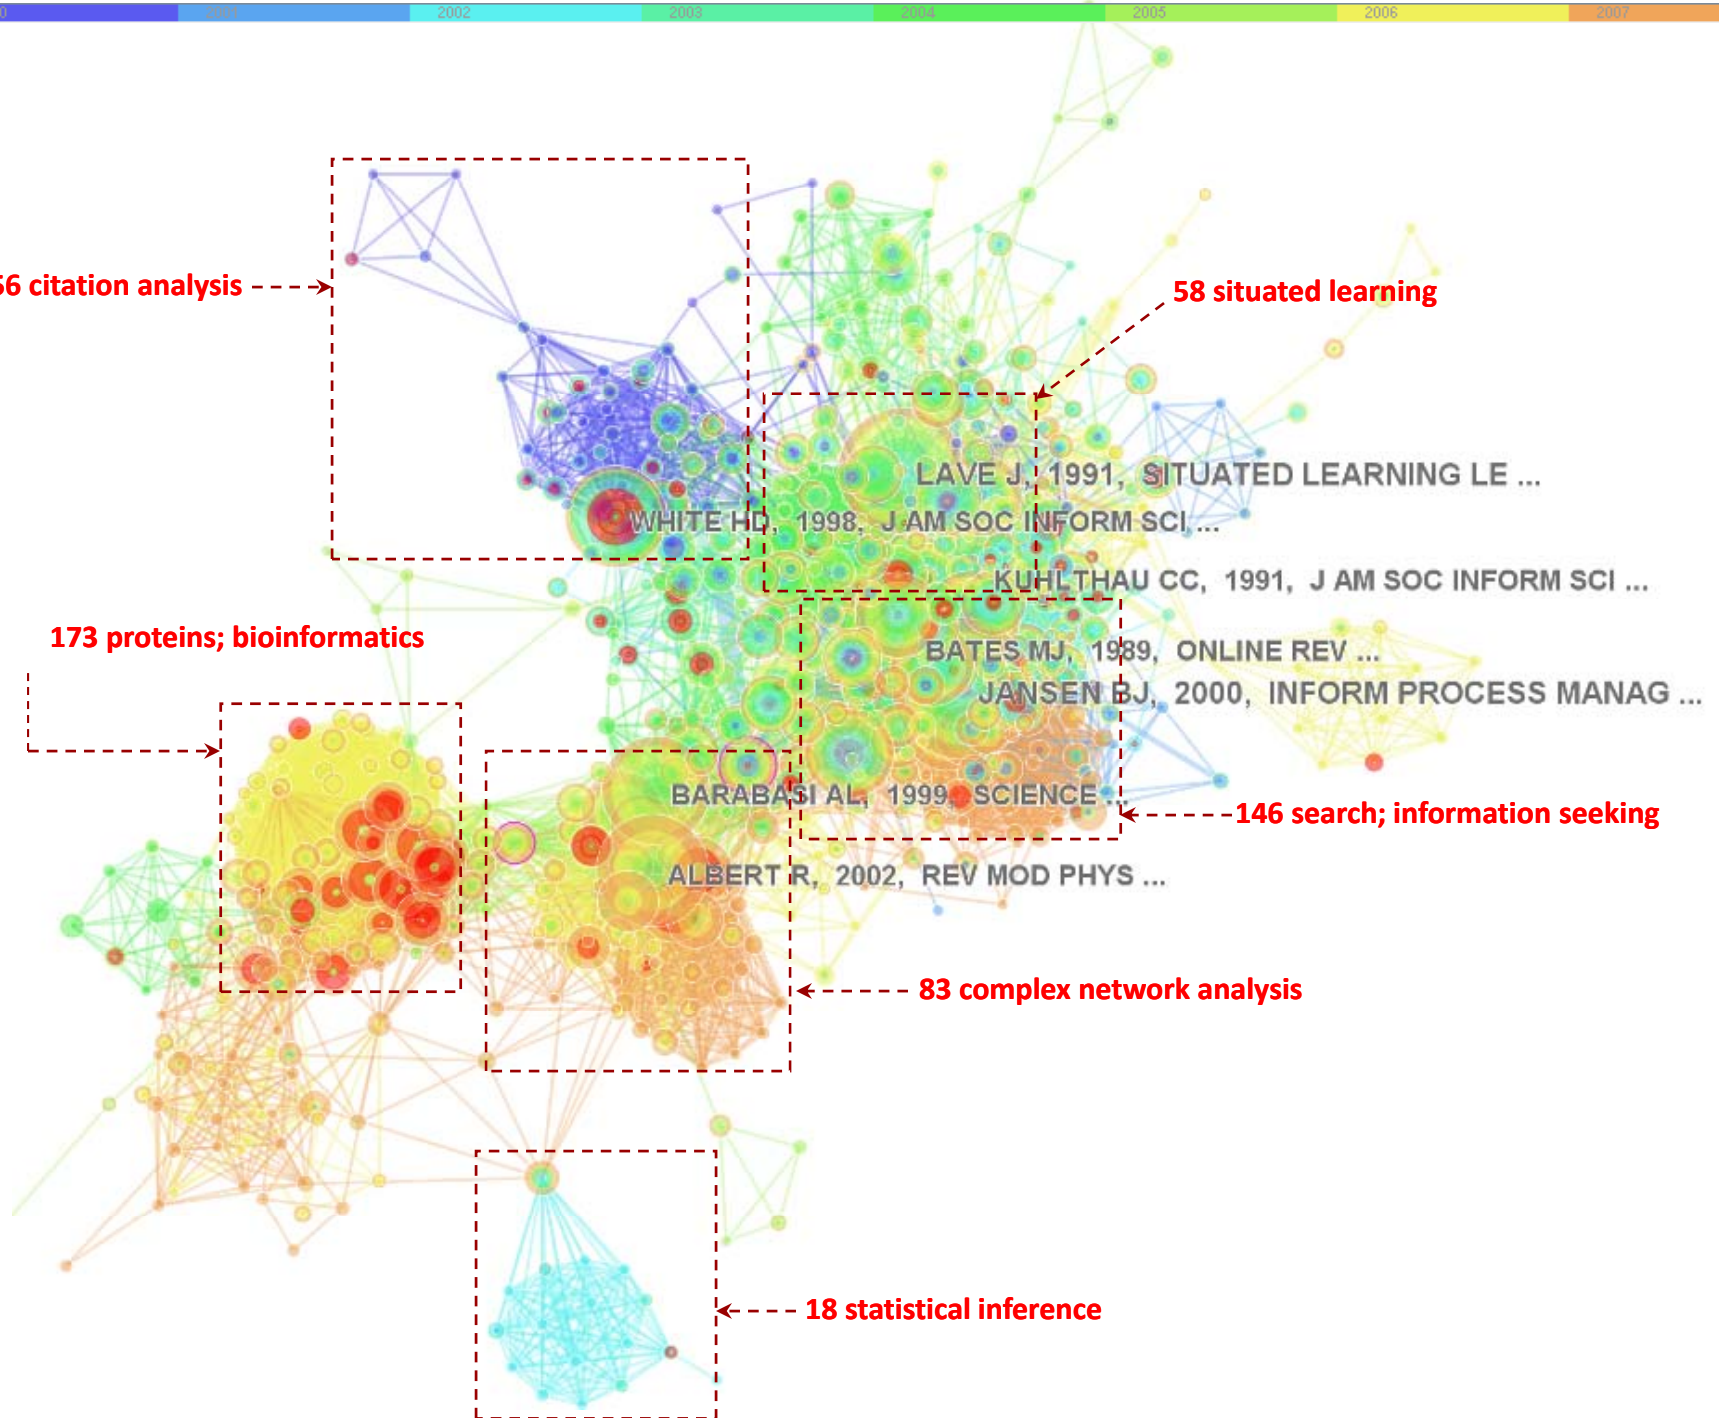 0 2001 2002 2003 2004 2005 2006 2007
56 citation analysis
58 situated learning
LAVE J, 1991, SITUATED LEARNING LE ...
WHITE HD, 1998, J AM SOC INFORM SCI ...
KUHLTHAU CC, 1991, J AM SOC INFORM SCI ...
173 proteins; bioinformatics
BATES MJ, 1989, ONLINE REV ...
JANSEN BJ, 2000, INFORM PROCESS MANAG ...
BARABASI AL, 1999, SCIENCE ...
146 search; information seeking
ALBERT R, 2002, REV MOD PHYS ...
83 complex network analysis
18 statistical inference